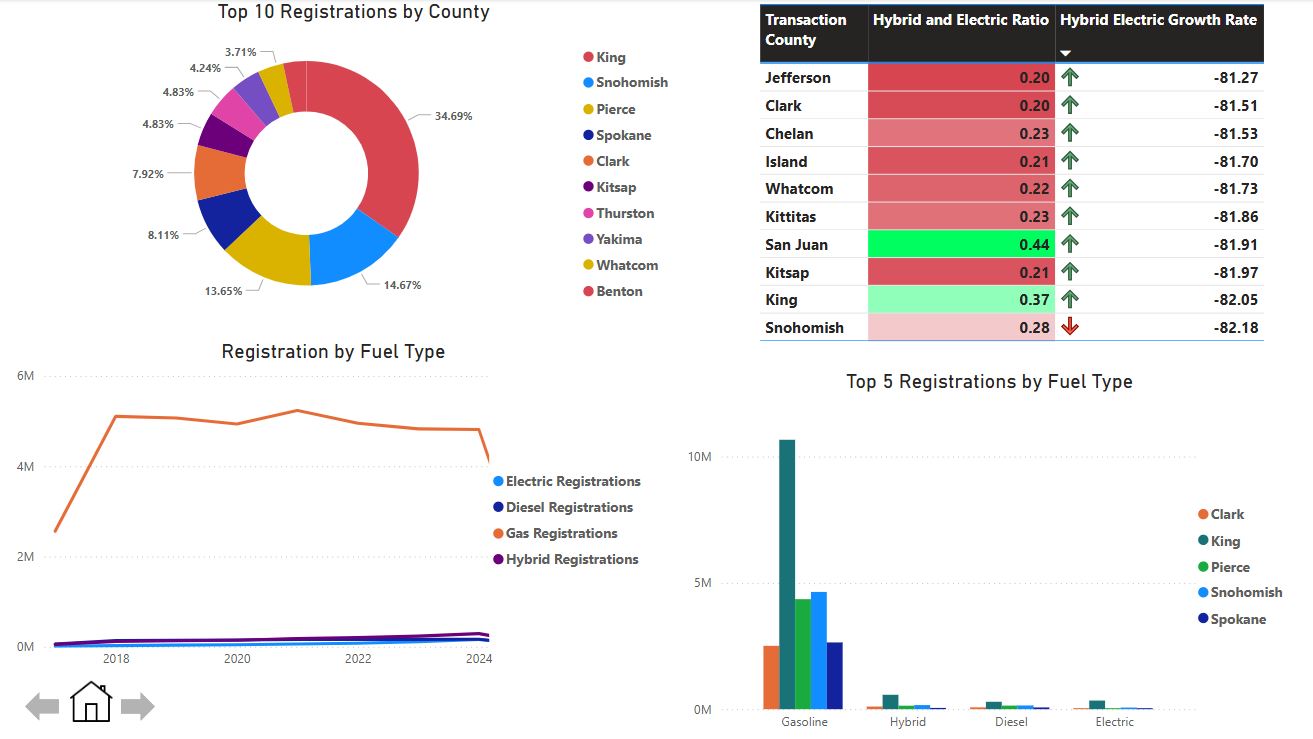 Top 10 Registrations by County
3.71%
4.24%
4.83%
4.83%
7.92%
8.11%
13.65%
14.67%
34.69%
King
Snohomish
Pierce
Spokane
Clark
Kitsap
Thurston
Yakima
Whatcom
Benton
Transaction County Hybrid and Electric Ratio Hybrid Electric Growth Rate
Jefferson 0.20 -81.27
Clark 0.20 -81.51
Chelan 0.23 -81.53
Island 0.21 -81.70
Whatcom 0.22 -81.73
Kittitas 0.23 -81.86
San Juan 0.44 -81.91
Kitsap 0.21 -81.97
King 0.37 -82.05
Snohomish 0.28 -82.18
Registration by Fuel Type
6M
4M
2M
0M
2018 2020 2022 2024
Electric Registrations
Diesel Registrations
Gas Registrations
Hybrid Registrations
Top 5 Registrations by Fuel Type
10M
5M
0M
Gasoline Hybrid Diesel Electric
Clark
King
Pierce
Snohomish
Spokane